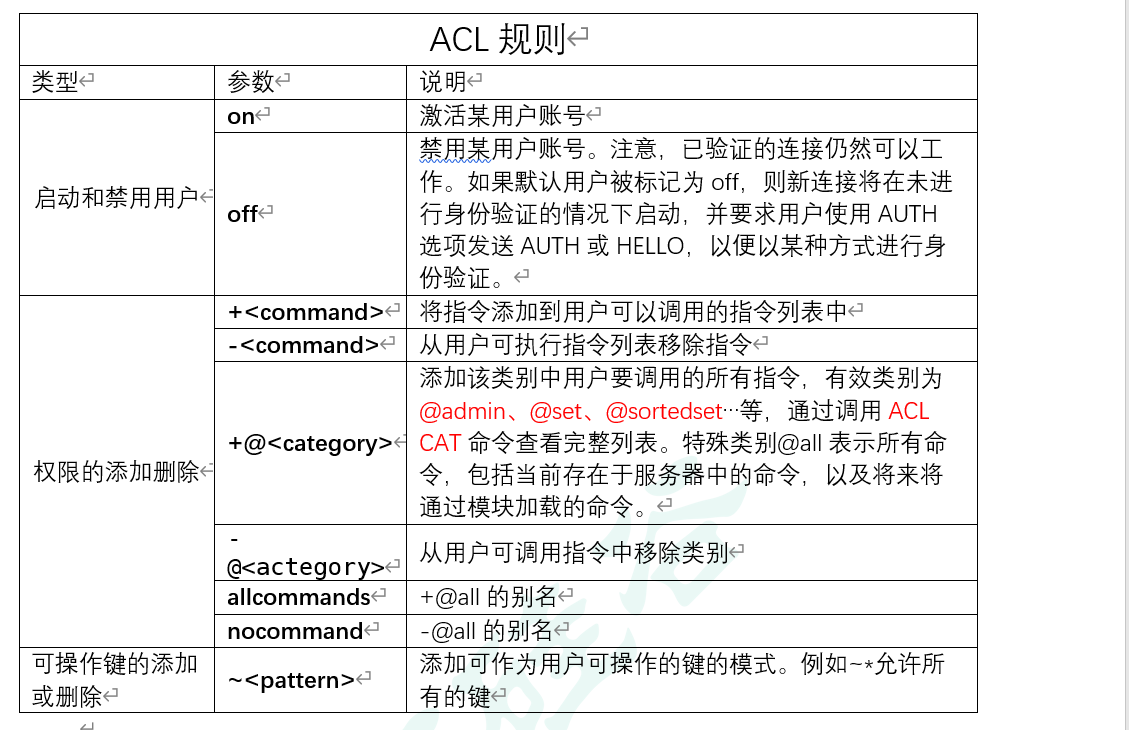 ACL 规则
类型
参数
说明
启动和禁用用户
on
激活某用户账号
off
禁用某用户账号。注意，已验证的连接仍然可以工
作。如果默认用户被标记为 off，则新连接将在未进
行身份验证的情况下启动，并要求用户使用 AUTH
选项发送 AUTH 或 HELLO，以便以某种方式进行身
份验证。
权限的添加删除
+<command>
将指令添加到用户可以调用的指令列表中
-<command>
从用户可执行指令列表移除指令
+@<category>
添加该类别中用户要调用的所有指令，有效类别为
@admin、@set、@sortedset…等，通过调用 ACL
CAT 命令查看完整列表。特殊类别@all 表示所有命
令，包括当前存在于服务器中的命令，以及将来将
通过模块加载的命令。
-
@<actegory>
从用户可调用指令中移除类别
allcommands
+@all 的别名
nocommand
-@all 的别名
可操作键的添加
或删除
~<pattern>
添加可作为用户可操作的键的模式。例如~*允许所
有的键